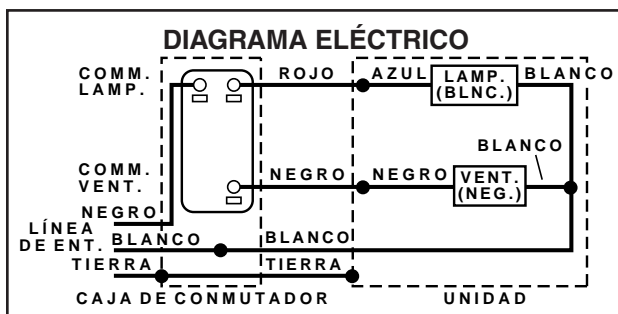 DIAGRAMA ELÉCTRICO
COMM.
LAMP.
ROJO
AZUL
LAMP.
(BLNC.)
BLANCO
COMM.
VENT.
NEGRO
NEGRO
VENT.
(NEG.)
BLANCO
NEGRO
LÍNEA
DE ENT.
BLANCO
BLANCO
TIERRA
TIERRA
CAJA DE CONMUTADOR
UNIDAD